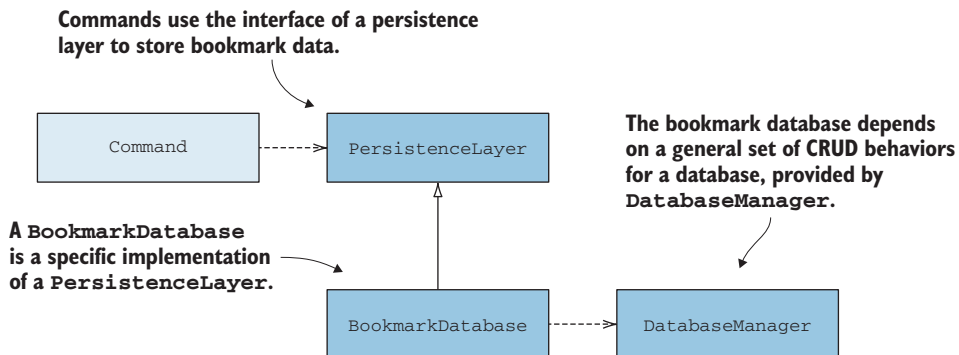 Commands use the interface of a persistence
layer to store bookmark data.
Command
PersistenceLayer
The bookmark database depends
on a general set of CRUD behaviors
for a database, provided by
DatabaseManager.
A BookmarkDatabase
is a specific implementation
of a PersistenceLayer.
BookmarkDatabase
DatabaseManager